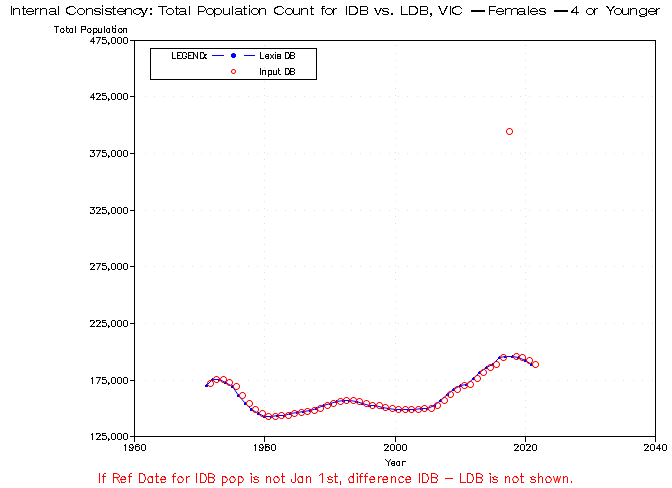 Internal Consistency: Total Population Count for IDB vs. LDB, VIC —Females —4 or Younger
Total Population
475,000
LEGEND: Lexis DB
Input DB
425,000
375,000
325,000
275,000
225,000
175,000
125,000
1960 1980 2000 2020 2040
Year
If Ref Date for IDB pop is not Jan 1st, difference IDB – LDB is not shown.